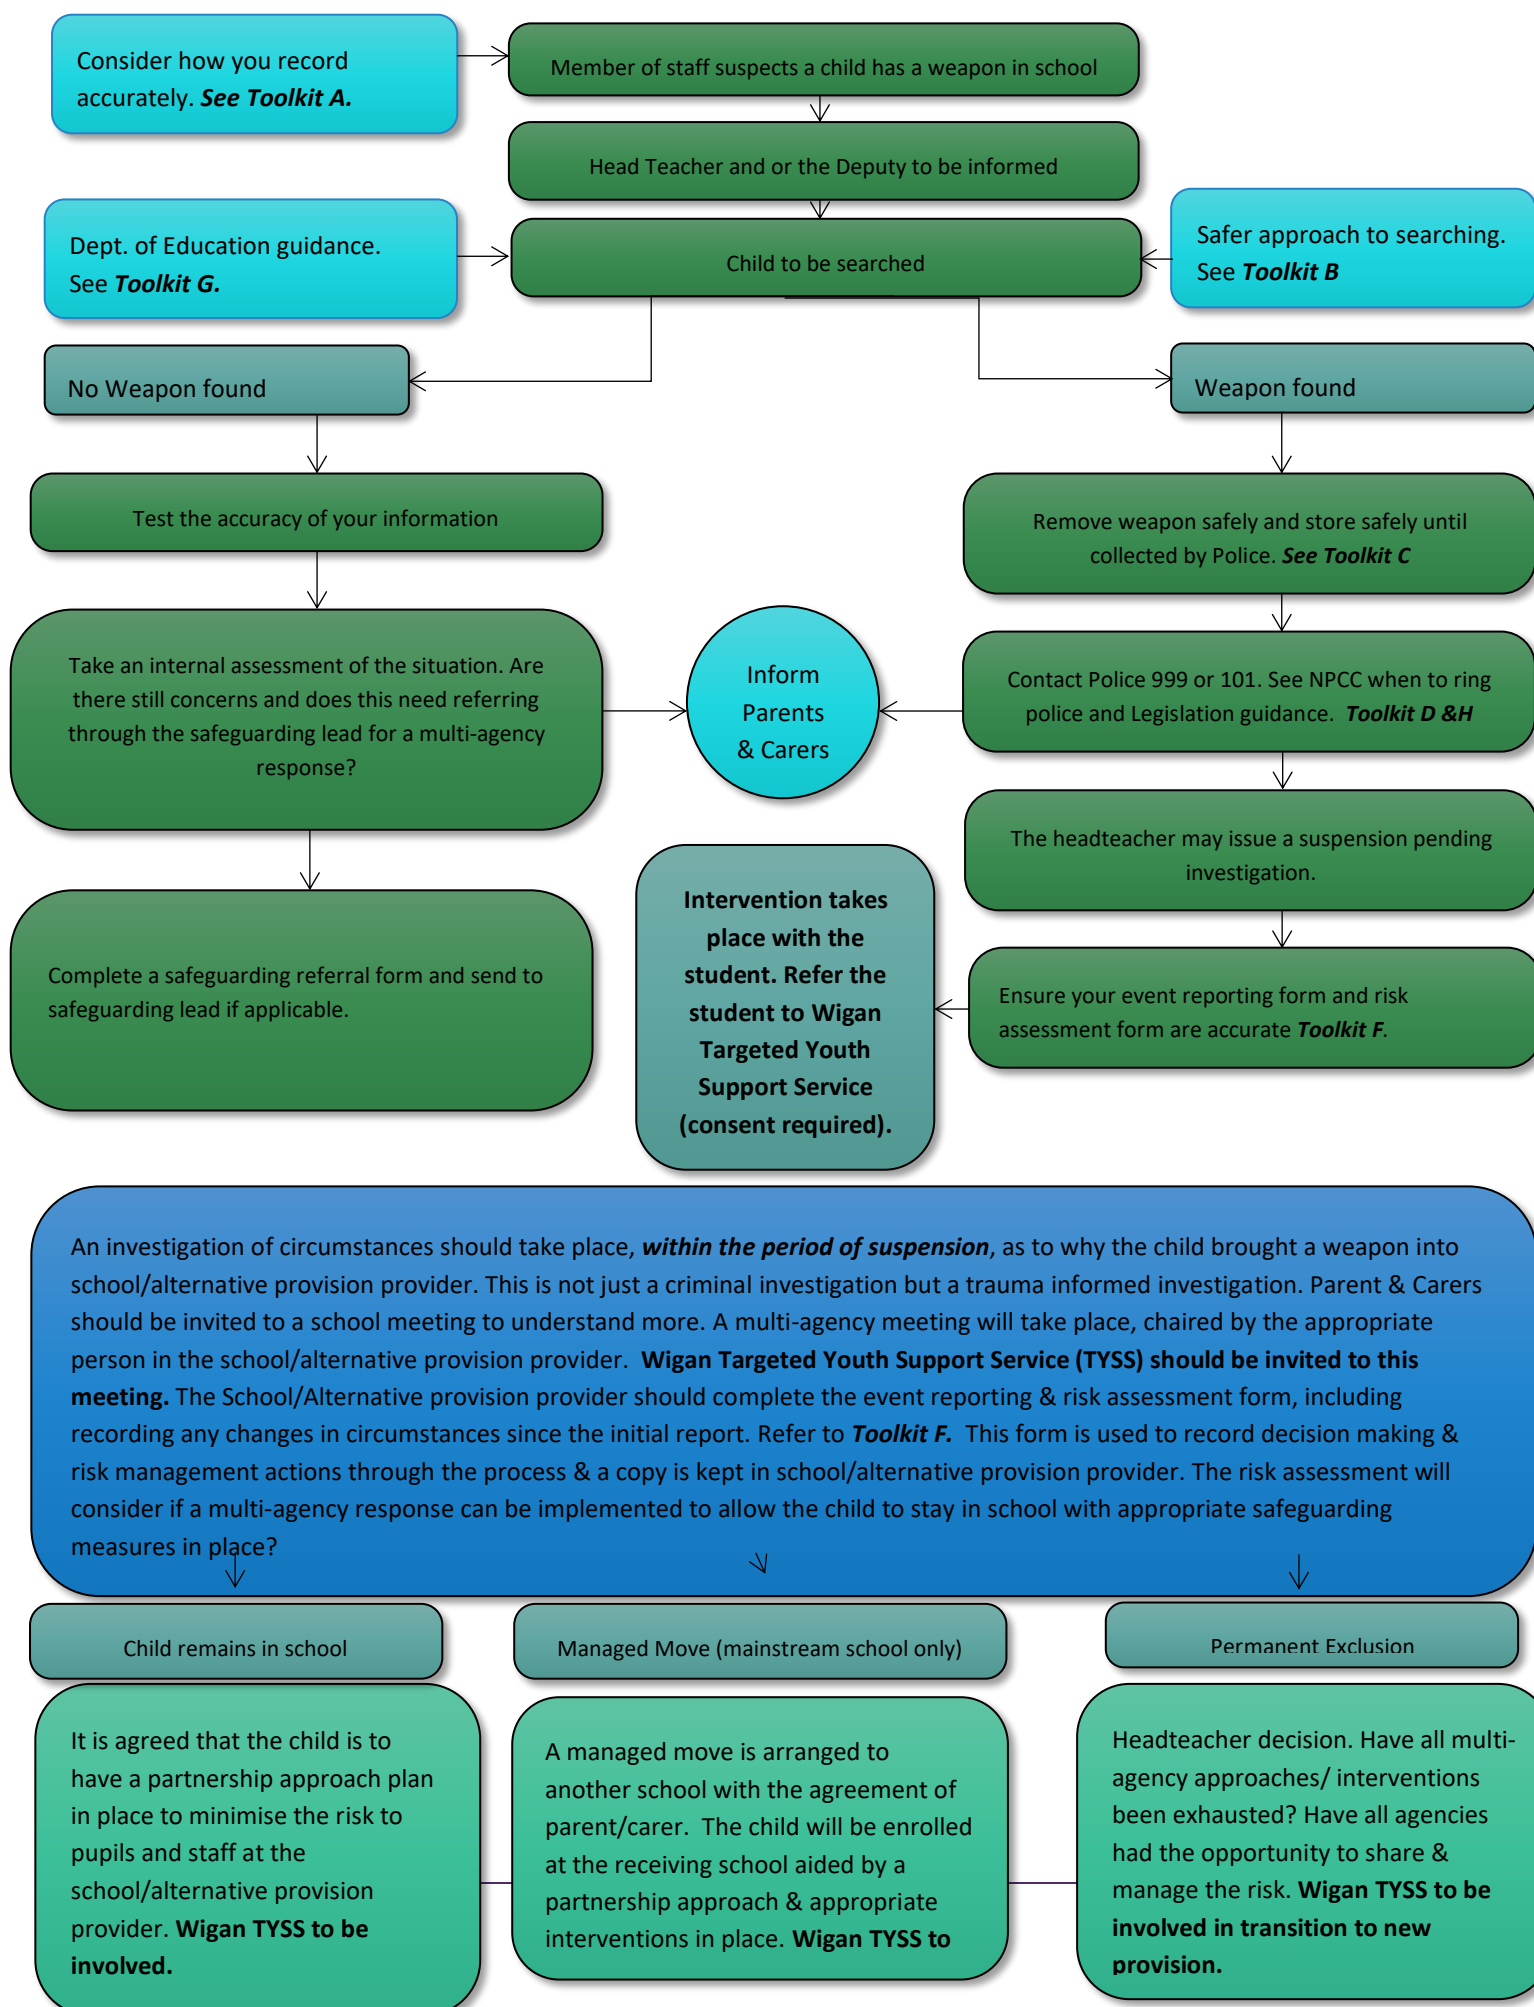 Consider how you record
accurately. See Toolkit A.
Member of staff suspects a child has a weapon in school
Head Teacher and or the Deputy to be informed
Dept. of Education guidance.
See Toolkit G.
Child to be searched
Safer approach to searching.
See Toolkit B
No Weapon found
Weapon found
Test the accuracy of your information
Remove weapon safely and store safely until
collected by Police. See Toolkit C
Take an internal assessment of the situation. Are
there still concerns and does this need referring
through the safeguarding lead for a multi-agency
response?
Inform
Parents
& Carers
Contact Police 999 or 101. See NPCC when to ring
police and Legislation guidance. Toolkit D &H
The headteacher may issue a suspension pending
investigation.
Complete a safeguarding referral form and send to
safeguarding lead if applicable.
Intervention takes
place with the
student. Refer the
student to Wigan
Targeted Youth
Support Service
(consent required).
Ensure your event reporting form and risk
assessment form are accurate Toolkit F.
An investigation of circumstances should take place, within the period of suspension, as to why the child brought a weapon into
school/alternative provision provider. This is not just a criminal investigation but a trauma informed investigation. Parent & Carers
should be invited to a school meeting to understand more. A multi-agency meeting will take place, chaired by the appropriate
person in the school/alternative provision provider. Wigan Targeted Youth Support Service (TYSS) should be invited to this
meeting. The School/Alternative provision provider should complete the event reporting & risk assessment form, including
recording any changes in circumstances since the initial report. Refer to Toolkit F. This form is used to record decision making &
risk management actions through the process & a copy is kept in school/alternative provision provider. The risk assessment will
consider if a multi-agency response can be implemented to allow the child to stay in school with appropriate safeguarding
measures in place?
Child remains in school
Managed Move (mainstream school only)
Permanent Exclusion
It is agreed that the child is to
have a partnership approach plan
in place to minimise the risk to
pupils and staff at the
school/alternative provision
provider. Wigan TYSS to be
involved.
A managed move is arranged to
another school with the agreement of
parent/carer. The child will be enrolled
at the receiving school aided by a
partnership approach & appropriate
interventions in place. Wigan TYSS to
Headteacher decision. Have all multi-
agency approaches/ interventions
been exhausted? Have all agencies
had the opportunity to share &
manage the risk. Wigan TYSS to be
involved in transition to new
provision.